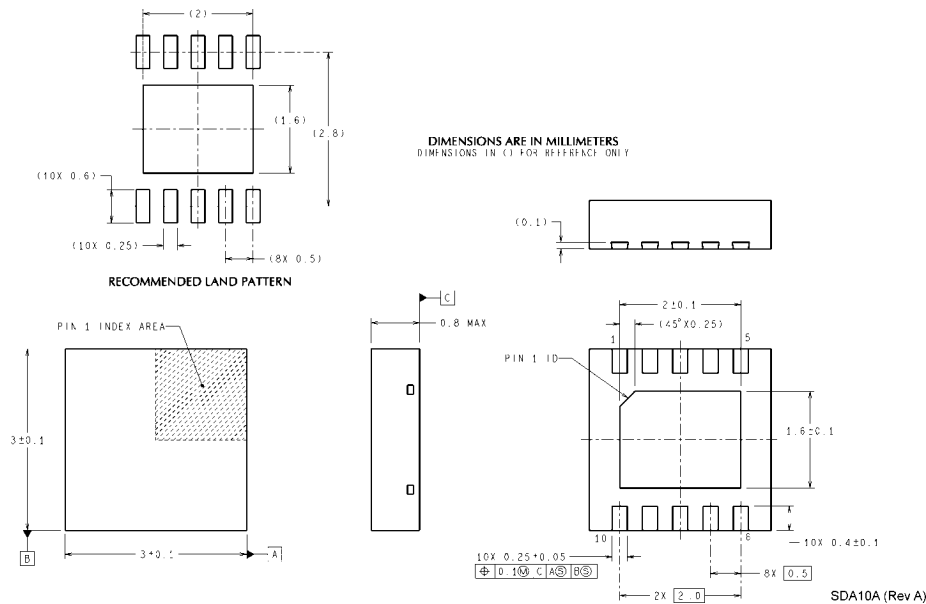 (2)
(1.6)
(2.8)
DIMENSIONS ARE IN MILLIMETERS
DIMENSIONS IN () FOR REFERENCE ONLY
(10X 0.6)
(10X 0.25)
(8X 0.5)
RECOMMENDED LAND PATTERN
(0.1)
C
0.8 MAX
PIN 1 INDEX AREA
3±0.1
B
3±0.1
A
2±0.1
(45°X0.25)
1
5
PIN 1 ID
1.6±0.1
10
6
10X 0.4±0.1
10X 0.25±0.05
⌖ 0.1Ⓜ C AⓈ BⓈ
8X 0.5
2X 2.0
SDA10A (Rev A)